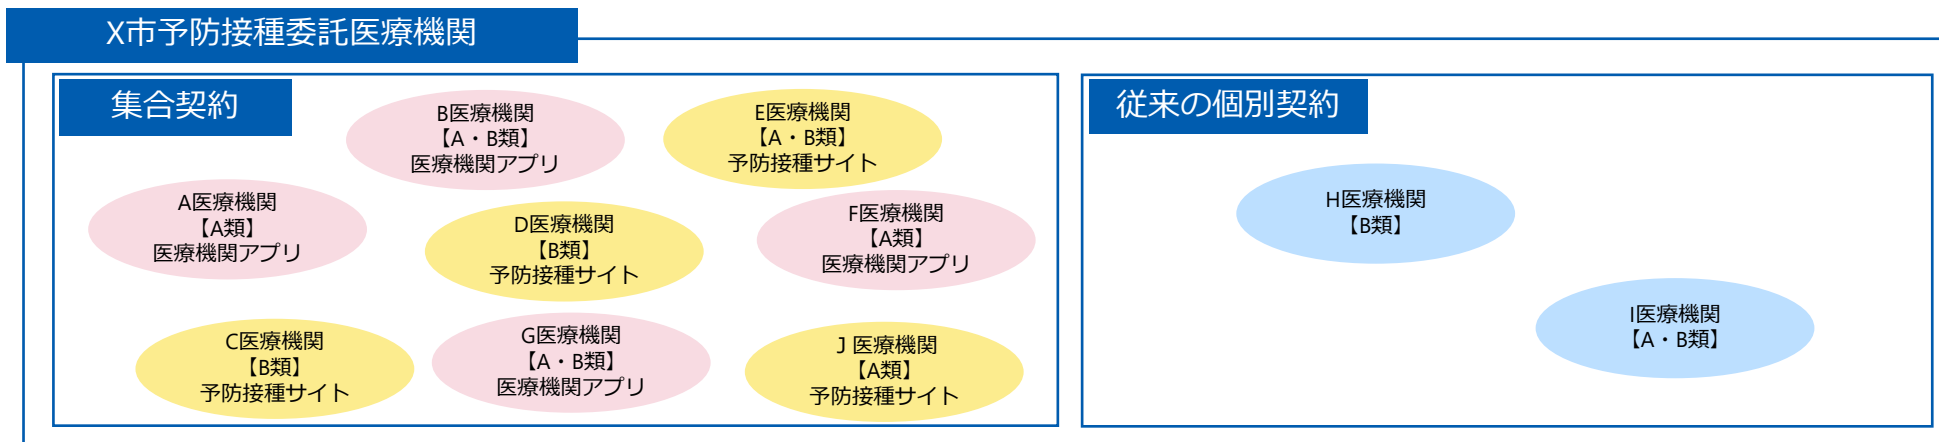 X市予防接種委託医療機関
集合契約
B医療機関
【A・B類】
医療機関アプリ
E医療機関
【A・B類】
予防接種サイト
A医療機関
【A類】
医療機関アプリ
D医療機関
【B類】
予防接種サイト
F医療機関
【A類】
医療機関アプリ
C医療機関
【B類】
予防接種サイト
G医療機関
【A・B類】
医療機関アプリ
J 医療機関
【A類】
予防接種サイト
従来の個別契約
H医療機関
【B類】
I医療機関
【A・B類】